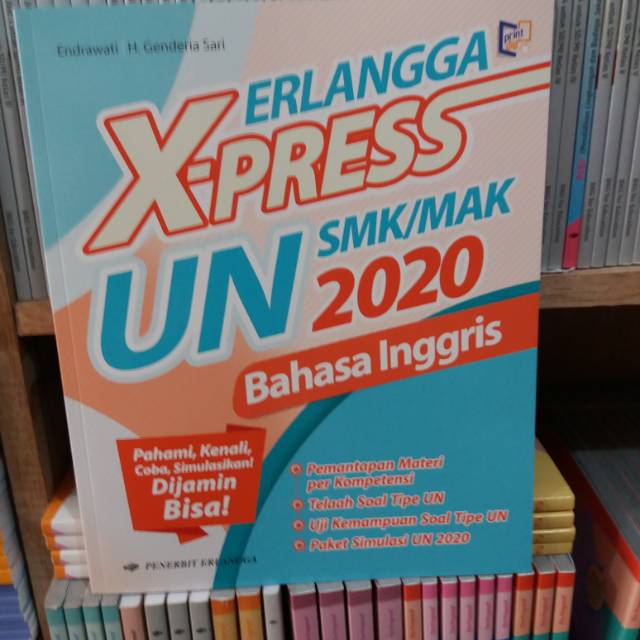 Endrawati H. Genderia Sari
print
ERLANGGA
X-PRESS
UN SMK/MAK
2020
Bahasa Inggris
Pahami, Kenali,
Coba, Simulasikan!
Dijamin
Bisa!
Pemantapan Materi
per Kompetensi
Telaah Soal Tipe UN
Uji Kemampuan Soal Tipe UN
Paket Simulasi UN 2020
PENERBIT ERLANGGA